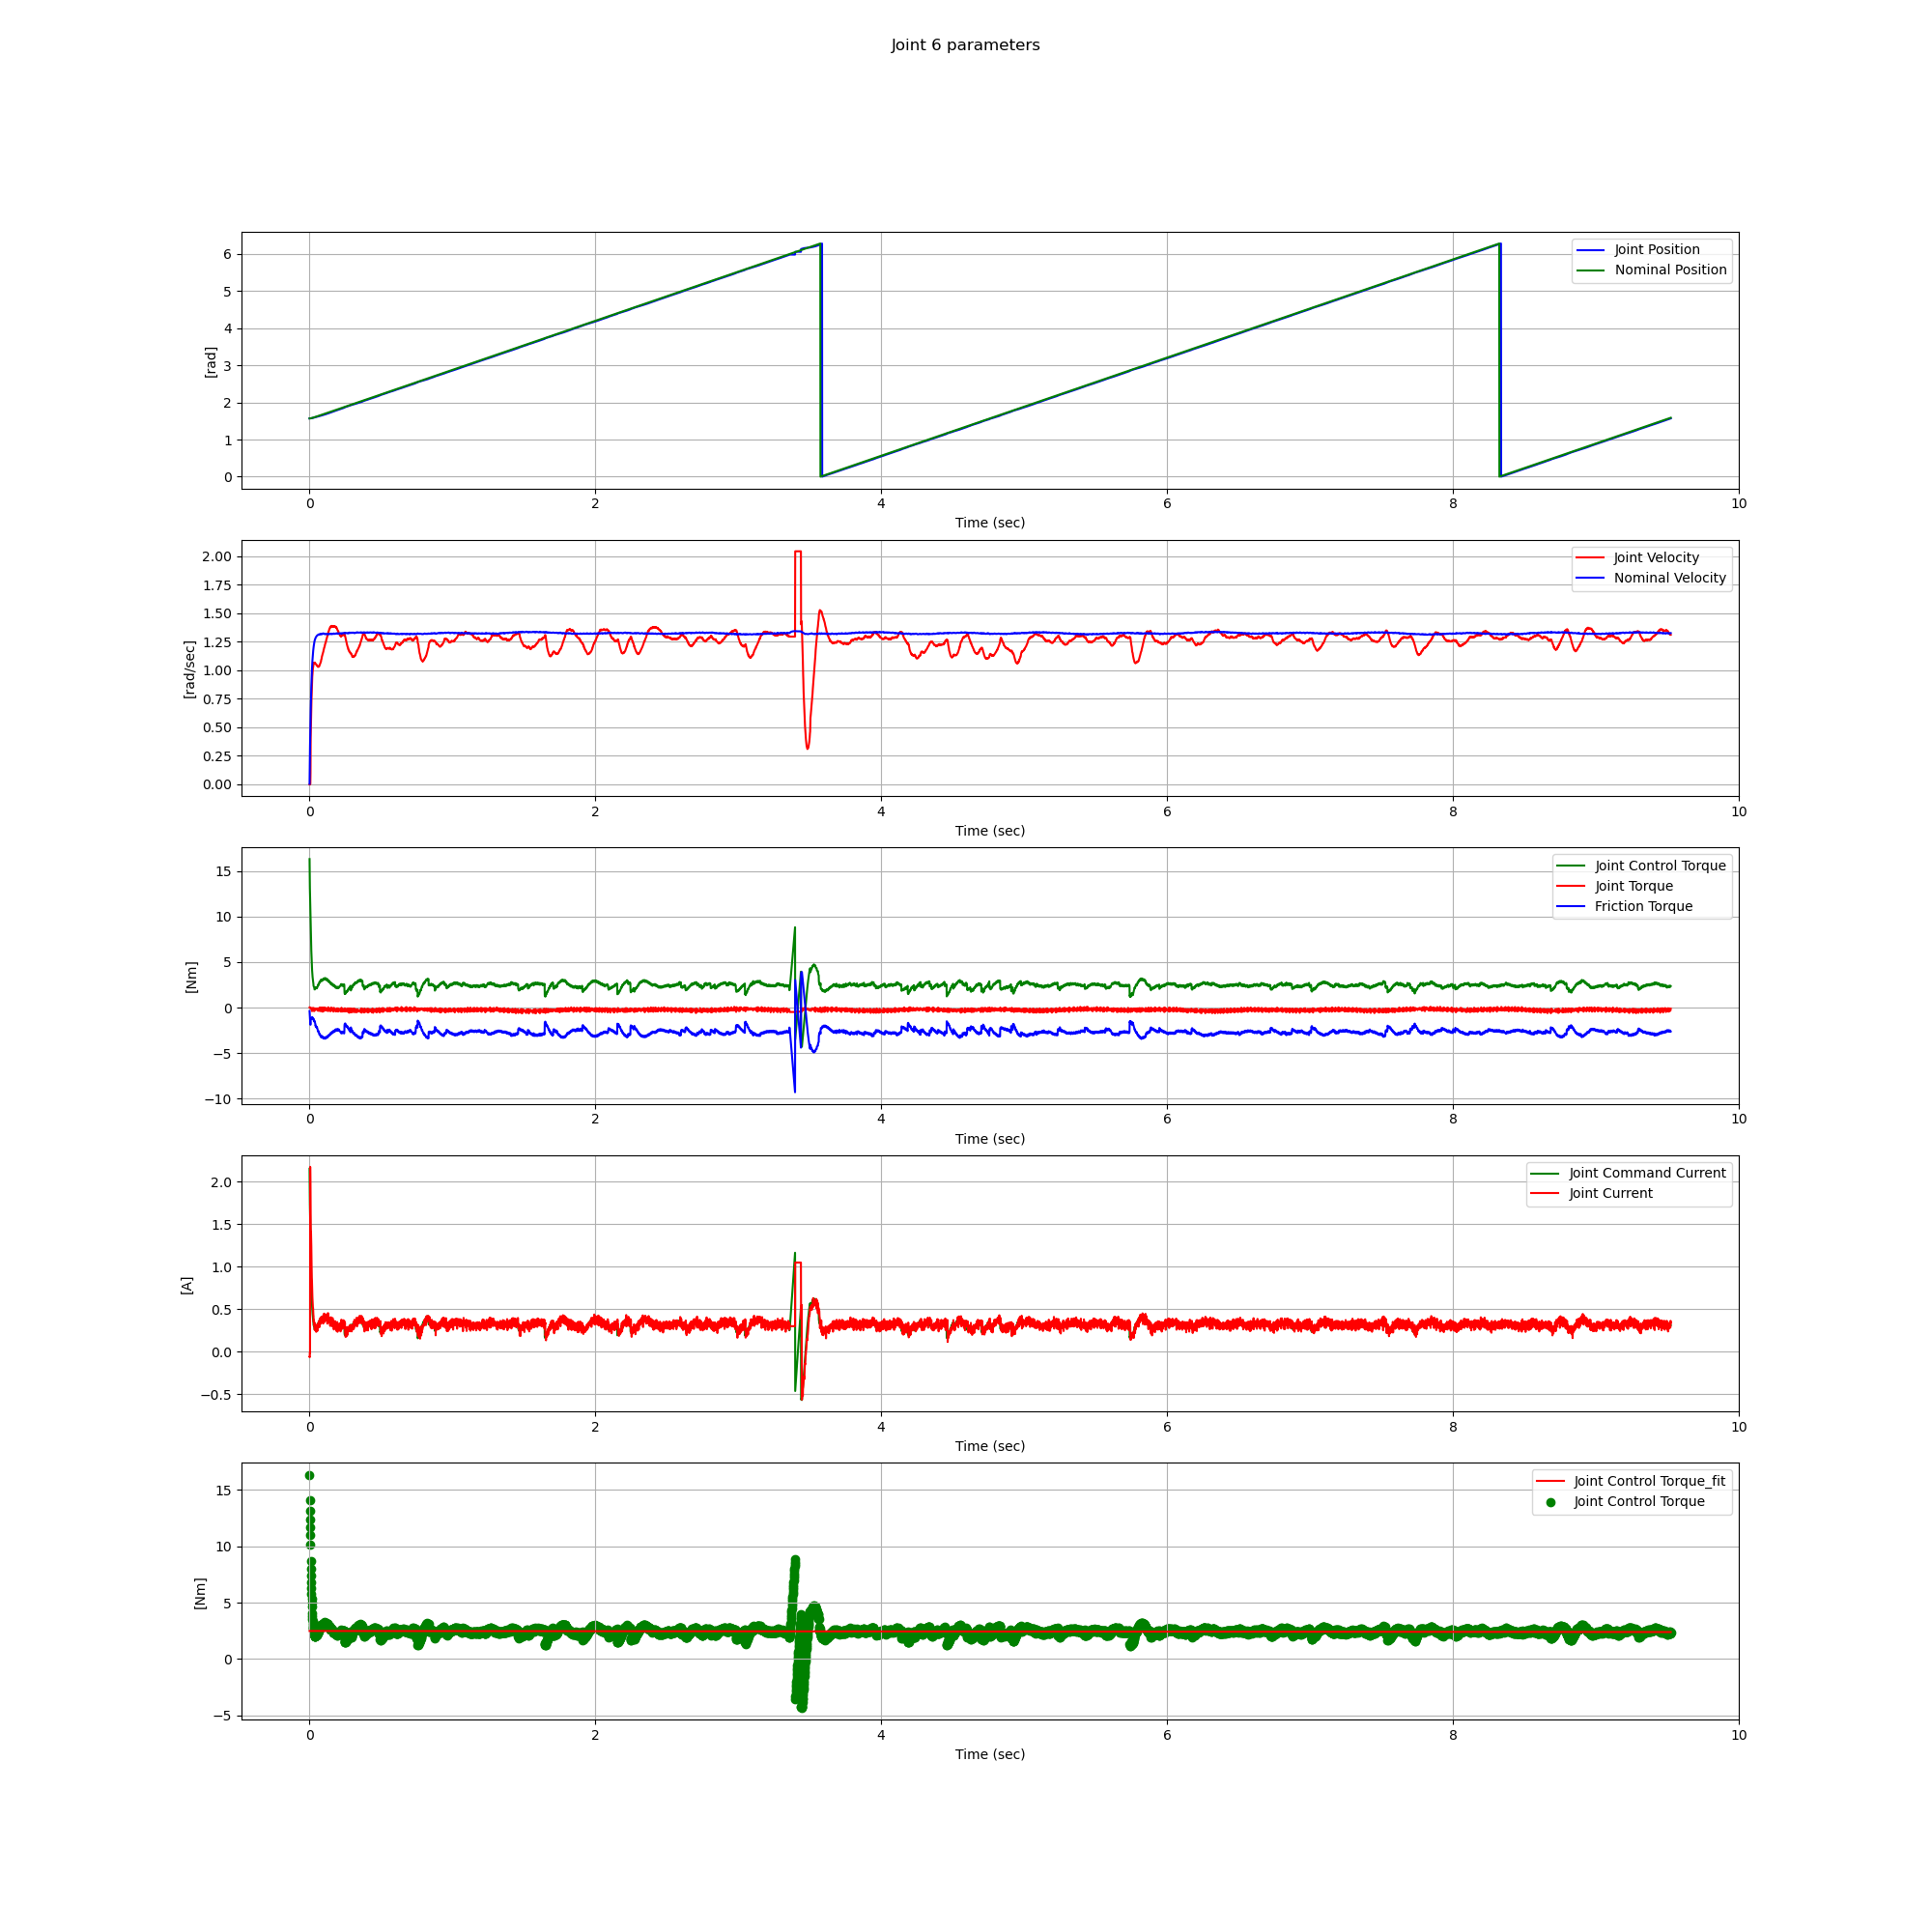 Joint 6 parameters
6
5
4
3
2
1
0
[rad]
Joint Position
Nominal Position
0 2 4 6 8 10
Time (sec)
2.00
1.75
1.50
1.25
1.00
0.75
0.50
0.25
0.00
[rad/sec]
Joint Velocity
Nominal Velocity
0 2 4 6 8 10
Time (sec)
15
10
5
0
−5
−10
[Nm]
Joint Control Torque
Joint Torque
Friction Torque
0 2 4 6 8 10
Time (sec)
2.0
1.5
1.0
0.5
0.0
−0.5
[A]
Joint Command Current
Joint Current
0 2 4 6 8 10
Time (sec)
15
10
5
0
−5
[Nm]
Joint Control Torque_fit
Joint Control Torque
0 2 4 6 8 10
Time (sec)